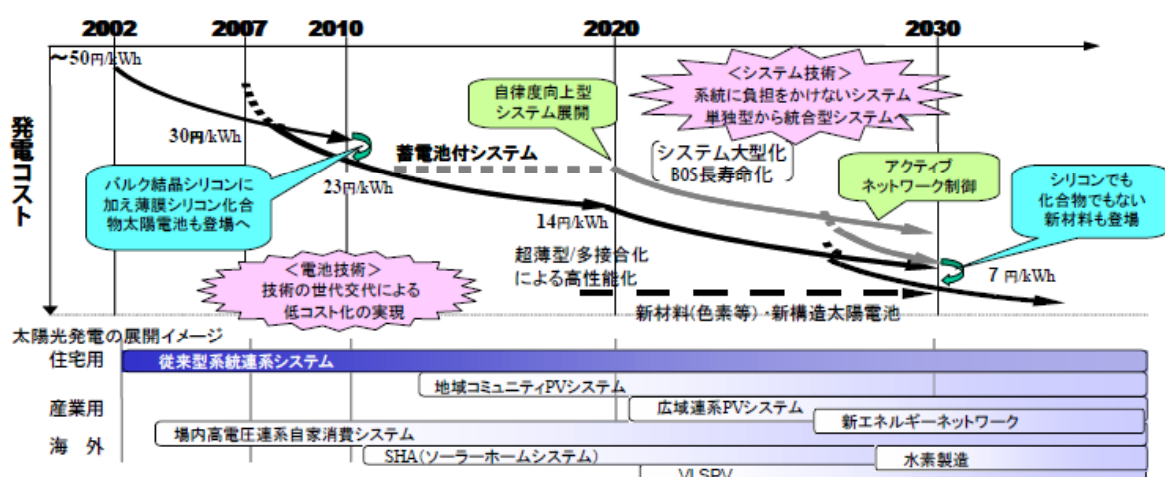 2002 2007 2010 2020 2030
～50円/kWh
発電コスト
30円/kWh
23円/kWh
14円/kWh
7 円/kWh
バルク結晶シリコンに
加え薄膜シリコン化合
物太陽電池も登場へ
＜電池技術＞
技術の世代交代による
低コスト化の実現
蓄電池付システム
自律度向上型
システム展開
＜システム技術＞
系統に負担をかけないシステム
単独型から統合型システムへ
システム大型化
BOS長寿命化
アクティブ
ネットワーク制御
シリコンでも
化合物でもない
新材料も登場
超薄型/多接合化
による高性能化
新材料(色素等)・新構造太陽電池
太陽光発電の展開イメージ
住宅用
従来型系統連系システム
地域コミュニティPVシステム
産業用
広域連系PVシステム
新エネルギーネットワーク
場内高電圧連系自家消費システム
海 外
SHA(ソーラーホームシステム)
水素製造
VLSPV